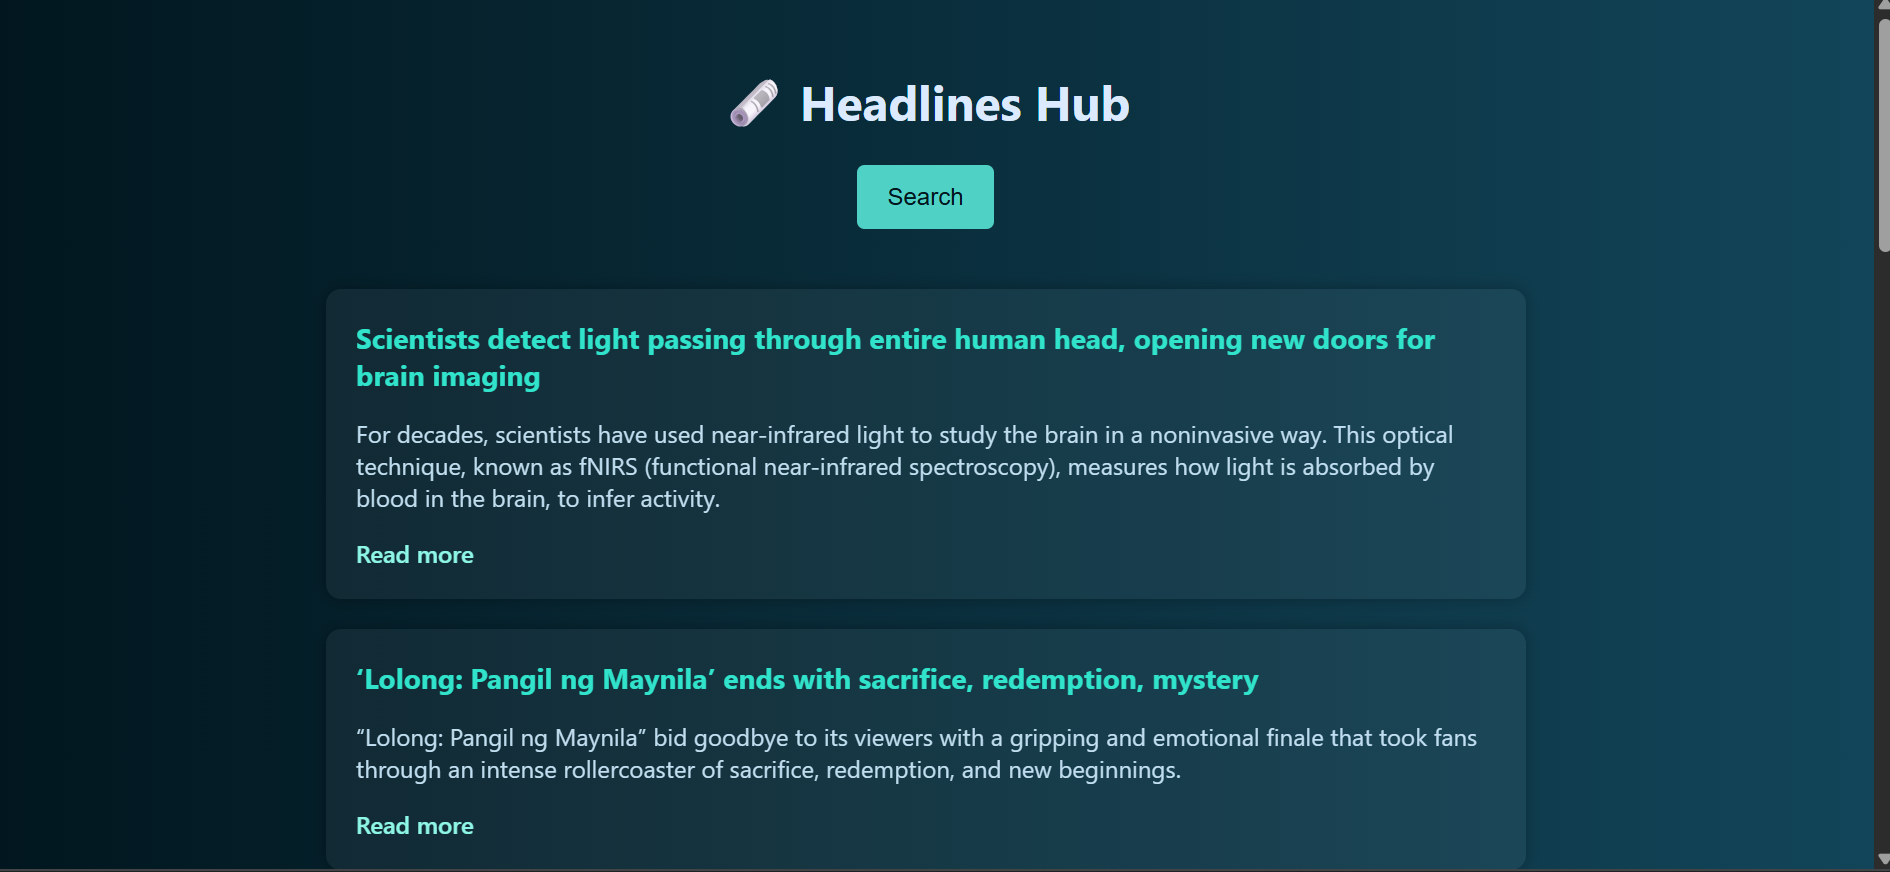 Headlines Hub
Search
Scientists detect light passing through entire human head, opening new doors for
brain imaging
For decades, scientists have used near-infrared light to study the brain in a noninvasive way. This optical
technique, known as fNIRS (functional near-infrared spectroscopy), measures how light is absorbed by
blood in the brain, to infer activity.
Read more
‘Lolong: Pangil ng Maynila’ ends with sacrifice, redemption, mystery
“Lolong: Pangil ng Maynila” bid goodbye to its viewers with a gripping and emotional finale that took fans
through an intense rollercoaster of sacrifice, redemption, and new beginnings.
Read more